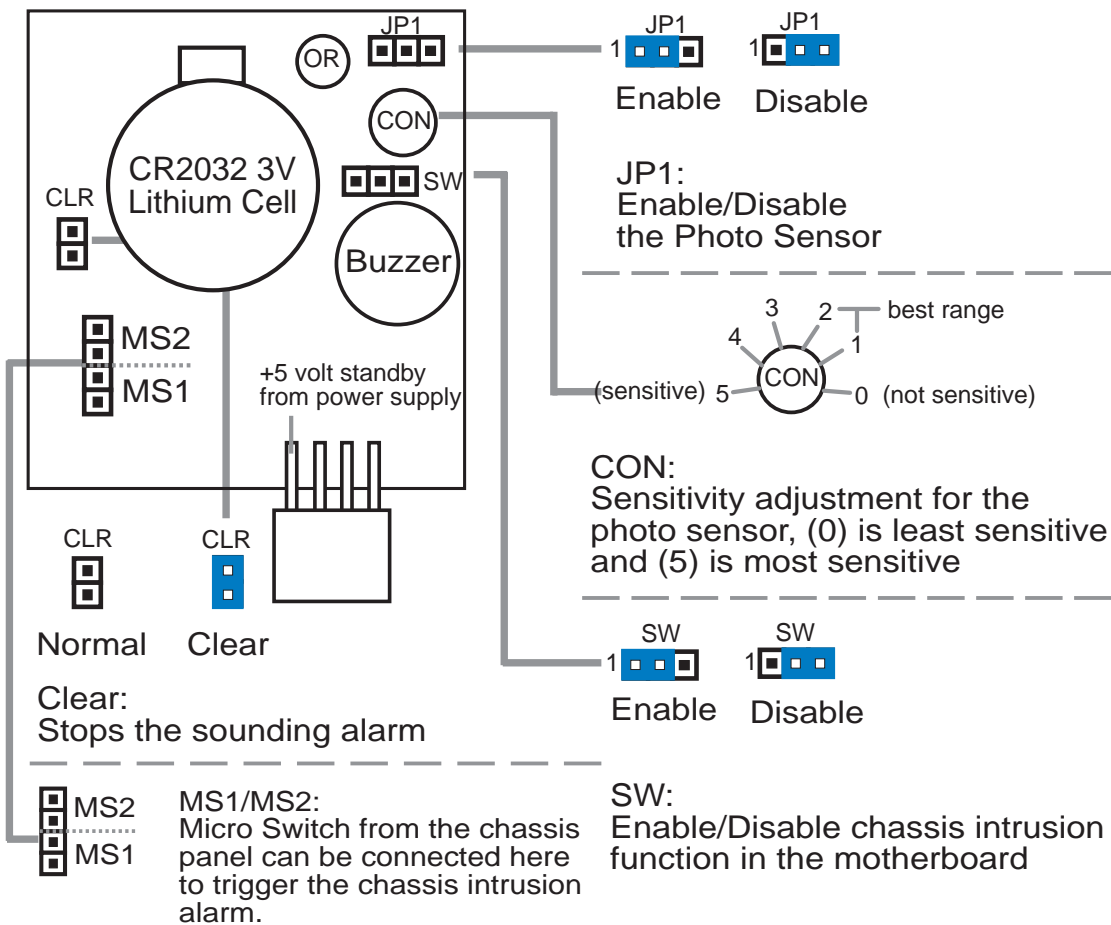 JP1
OR
CON
CR2032 3V
Lithium Cell
SW
CLR
Buzzer
MS2
MS1
+5 volt standby
from power supply
CLR
Normal
CLR
Clear
Clear:
Stops the sounding alarm
MS2
MS1
MS1/MS2:
Micro Switch from the chassis
panel can be connected here
to trigger the chassis intrusion
alarm.
JP1
1
Enable
JP1
1
Disable
JP1:
Enable/Disable
the Photo Sensor
3
2
best range
4
1
CON
(sensitive) 5
0 (not sensitive)
CON:
Sensitivity adjustment for the
photo sensor, (0) is least sensitive
and (5) is most sensitive
SW
1
Enable
SW
1
Disable
SW:
Enable/Disable chassis intrusion
function in the motherboard